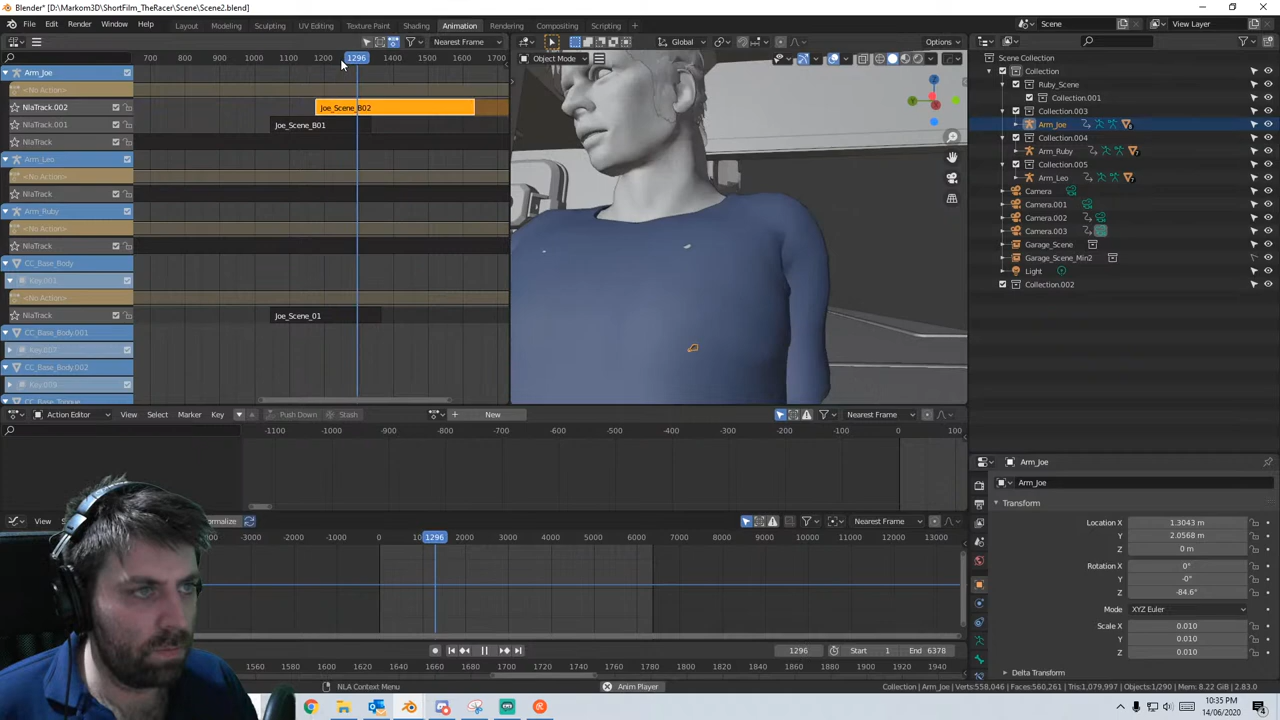 Blender* [D:\Markom3D\ShortFilm_TheRacer\Scene\Scene2.blend]
File Edit Render Window Help Layout Modeling Sculpting UV Editing Texture Paint Shading Animation Rendering Compositing Scripting
Scene View Layer
Nearest Frame
Global
Options
700 800 900 1000 1100 1200 1296 1400 1500 1600 1700
Object Mode
Arm_Joe
<No Action>
NlaTrack.002
Joe_Scene_B02
NlaTrack.001
Joe_Scene_B01
NlaTrack
Arm_Leo
<No Action>
NlaTrack
Arm_Ruby
<No Action>
NlaTrack
CC_Base_Body
Key.001
<No Action>
NlaTrack
Joe_Scene_01
CC_Base_Body.001
CC_Base_Body.002
CC_Base_Tongue
Scene Collection
Collection
Ruby_Scene
Collection.001
Collection.003
Arm_Joe
Collection.004
Arm_Ruby
Collection.005
Arm_Leo
Camera
Camera.001
Camera.002
Camera.003
Garage_Scene
Garage_Scene_Min2
Light
Collection.002
Action Editor View Select Marker Key Push Down Stash New Nearest Frame
-1100 -1000 -900 -800 -700 -600 -500 -400 -300 -200 -100 0 100
View Nearest Frame
-3000 -2000 -1000 0 1296 2000 3000 4000 5000 6000 7000 8000 9000 10000 11000 12000 13000
Arm_Joe
Arm_Joe
Transform
Location X 1.3043 m
Y 2.0568 m
Z 0 m
Rotation X 0°
Y -0°
Z -84.6°
Mode XYZ Euler
Scale X 0.010
Y 0.010
Z 0.010
Delta Transform
1296 Start 1 End 6378
1560 1580 1600 1620 1640 1660 1680 1700 1720 1740 1760 1780 1800 1820 1840 1860 1880 1900 1920 1940
NLA Context Menu
Anim Player
Collection | Arm_Joe | Verts:558,046 | Faces:560,261 | Tris:1,079,997 | Objects:1/290 | Mem: 8.22 GiB | 2.83.0
10:35 PM
14/06/2020